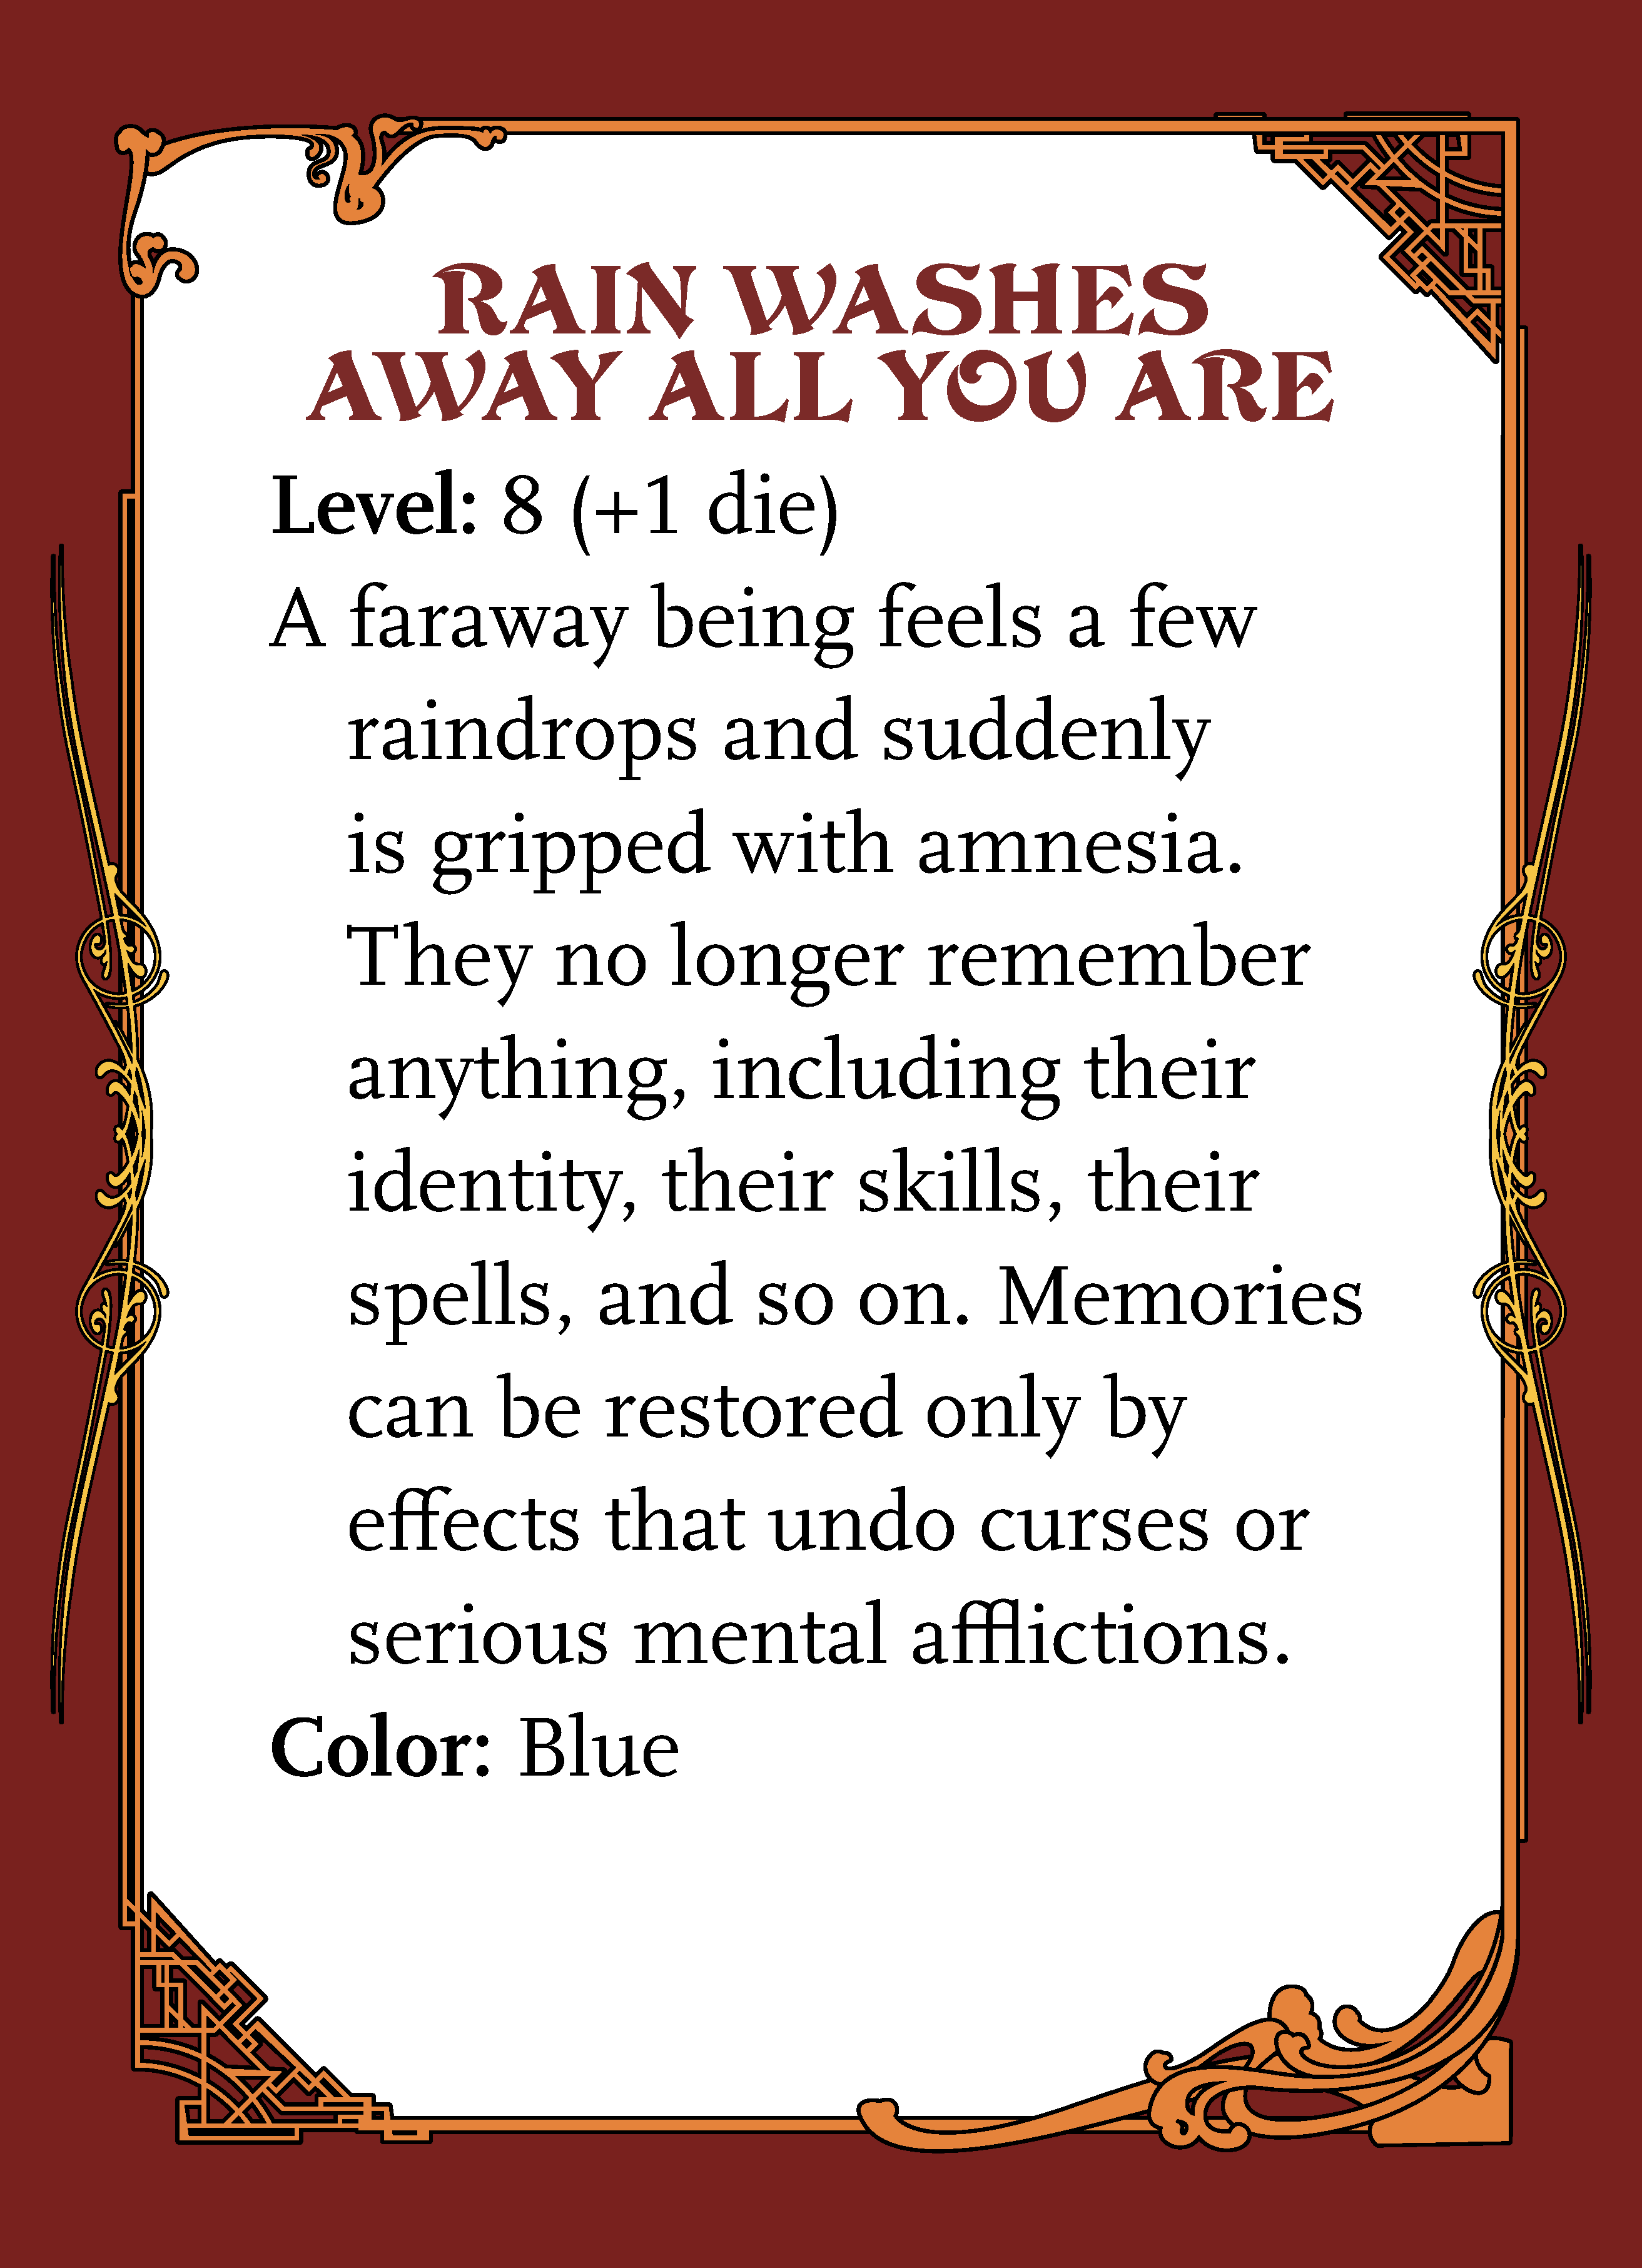 RAIN WASHES
AWAY ALL YOU ARE
Level: 8 (+1 die)
A faraway being feels a few
raindrops and suddenly
is gripped with amnesia.
They no longer remember
anything, including their
identity, their skills, their
spells, and so on. Memories
can be restored only by
effects that undo curses or
serious mental afflictions.
Color: Blue